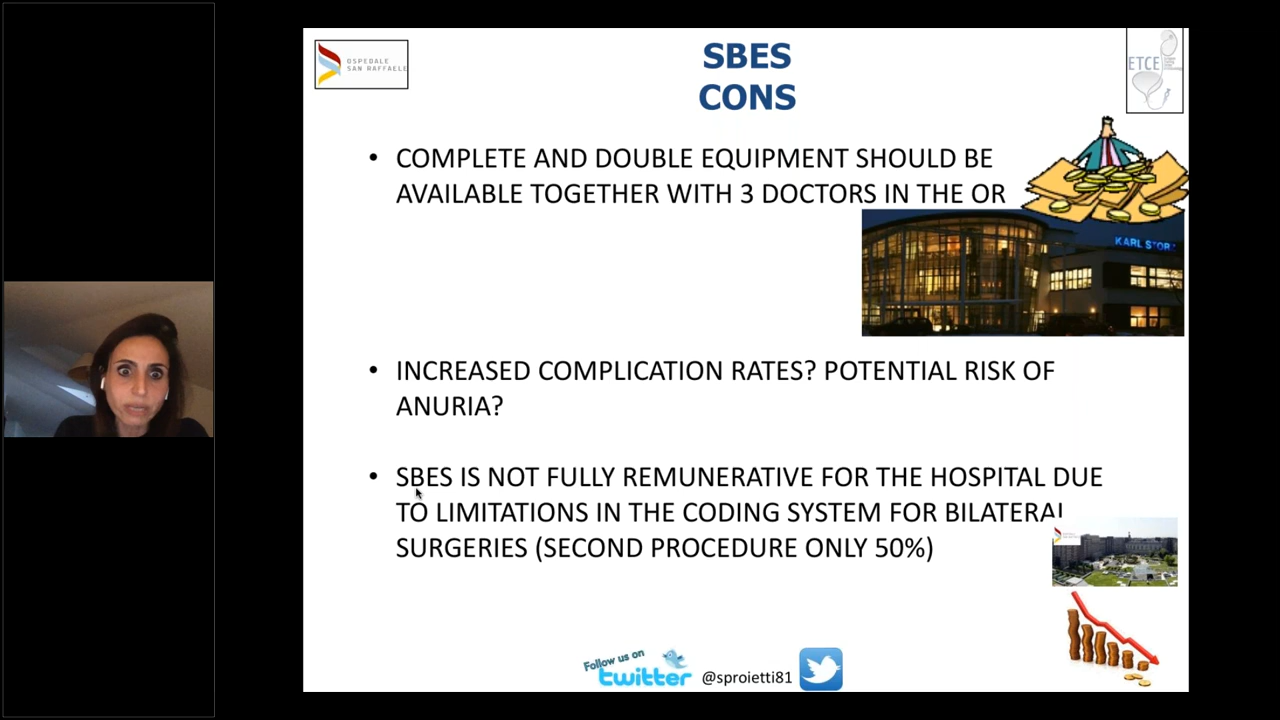 OSPEDALE
SAN RAFFAELE
SBES
CONS
ETCE
• COMPLETE AND DOUBLE EQUIPMENT SHOULD BE
AVAILABLE TOGETHER WITH 3 DOCTORS IN THE OR
KARL STOR
• INCREASED COMPLICATION RATES? POTENTIAL RISK OF
ANURIA?
• SBES IS NOT FULLY REMUNERATIVE FOR THE HOSPITAL DUE
TO LIMITATIONS IN THE CODING SYSTEM FOR BILATERAL
SURGERIES (SECOND PROCEDURE ONLY 50%)
Follow us on
twitter
@sproietti81